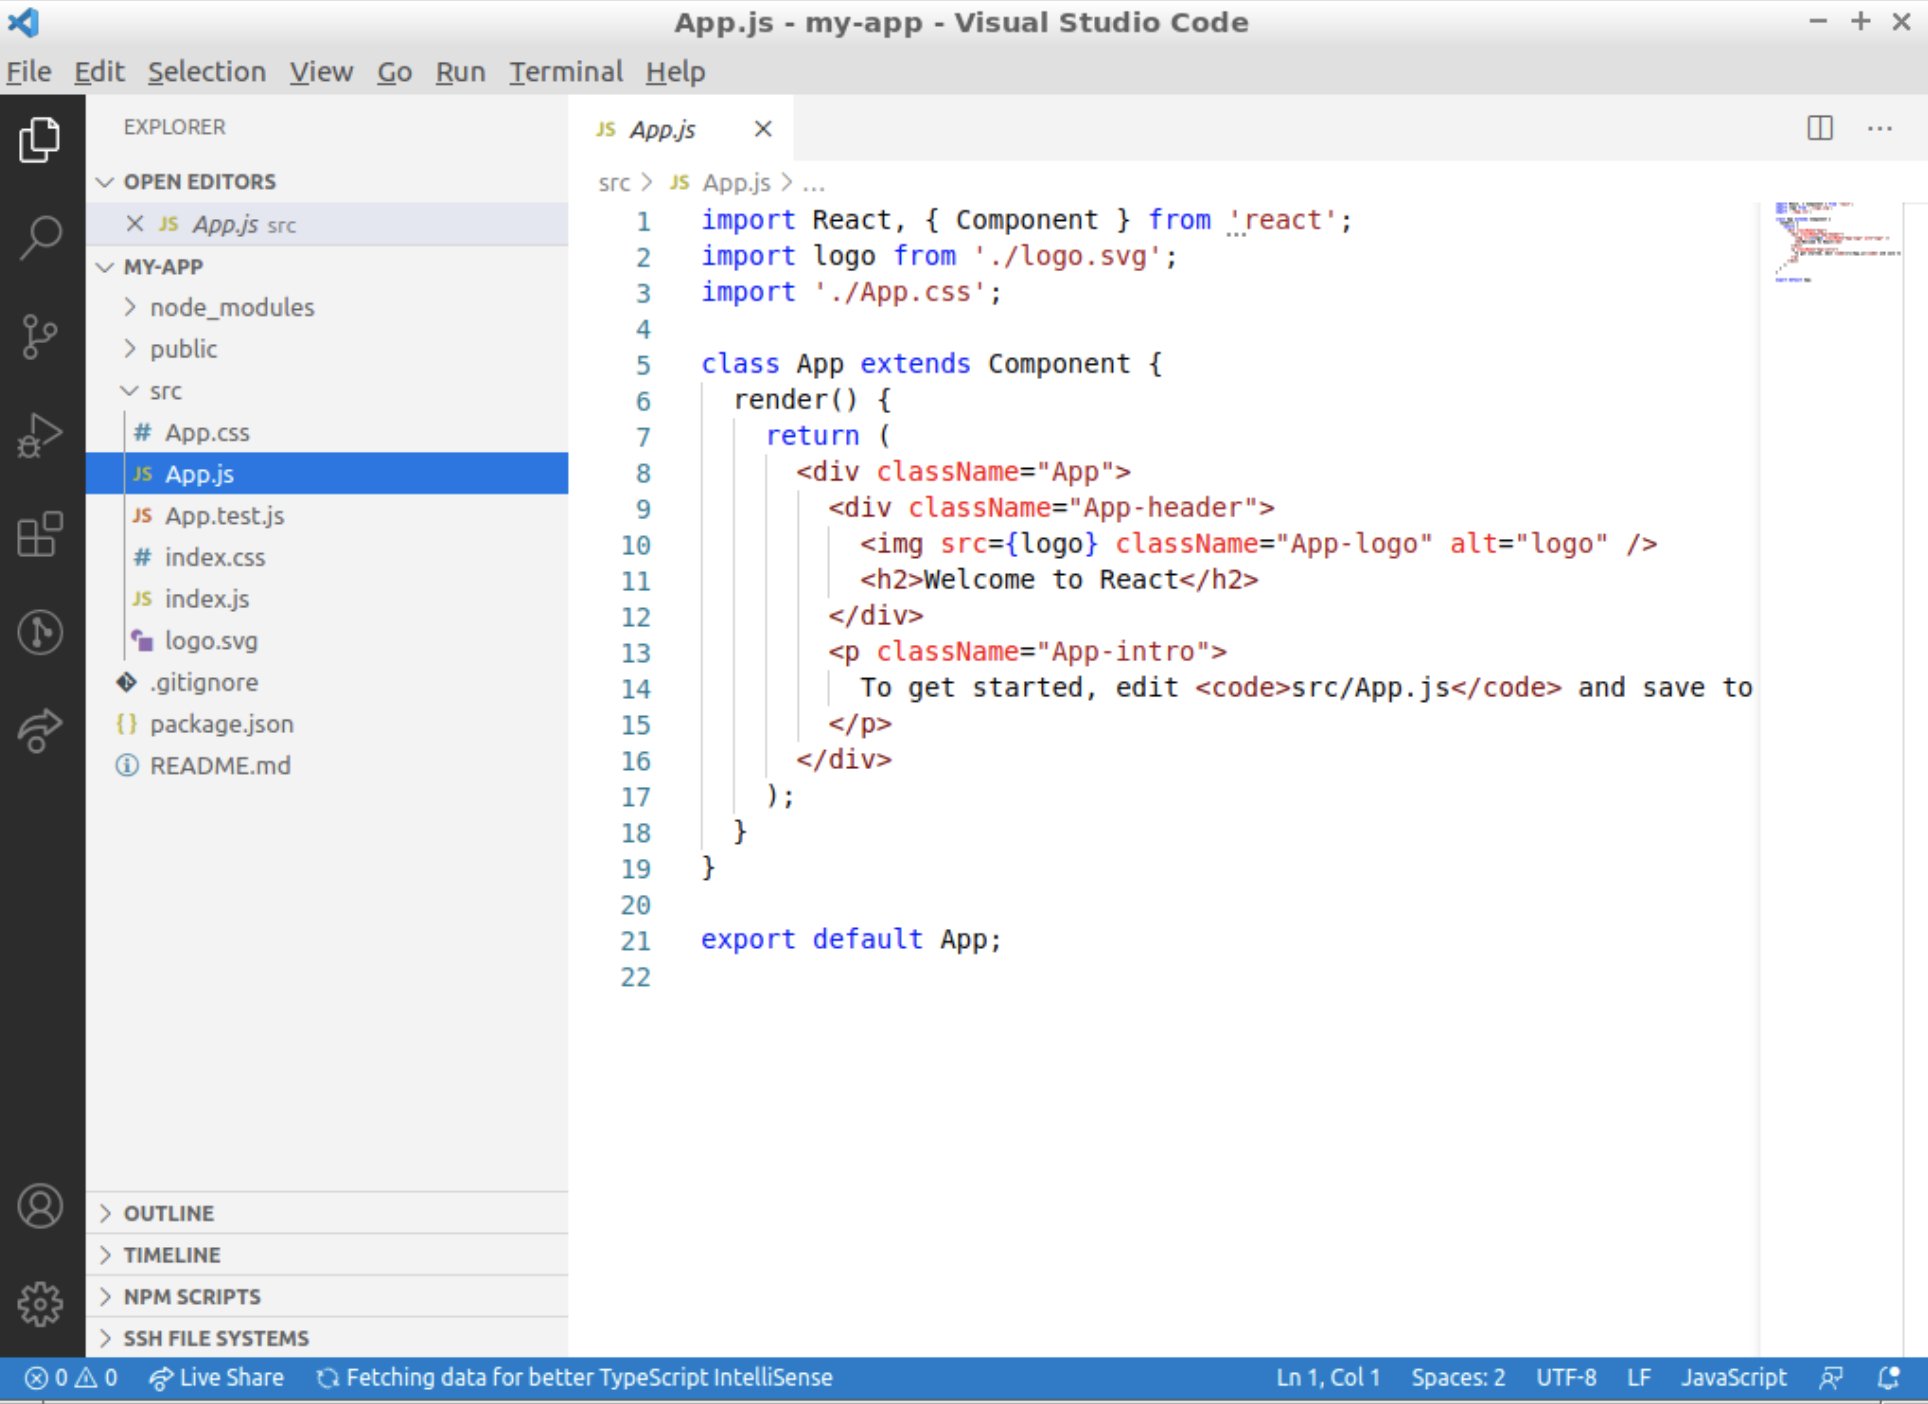 App.js - my-app - Visual Studio Code
File Edit Selection View Go Run Terminal Help
EXPLORER
OPEN EDITORS
JS App.js src
MY-APP
node_modules
public
src
# App.css
JS App.js
JS App.test.js
# index.css
JS index.js
logo.svg
.gitignore
{} package.json
README.md
OUTLINE
TIMELINE
NPM SCRIPTS
SSH FILE SYSTEMS
JS App.js
src > JS App.js > ...
1 import React, { Component } from 'react';
2 import logo from './logo.svg';
3 import './App.css';
4
5 class App extends Component {
6 render() {
7 return (
8 <div className="App">
9 <div className="App-header">
10 <img src={logo} className="App-logo" alt="logo" />
11 <h2>Welcome to React</h2>
12 </div>
13 <p className="App-intro">
14 To get started, edit <code>src/App.js</code> and save to
15 </p>
16 </div>
17 );
18 }
19 }
20
21 export default App;
22
0 0 Live Share Fetching data for better TypeScript IntelliSense Ln 1, Col 1 Spaces: 2 UTF-8 LF JavaScript